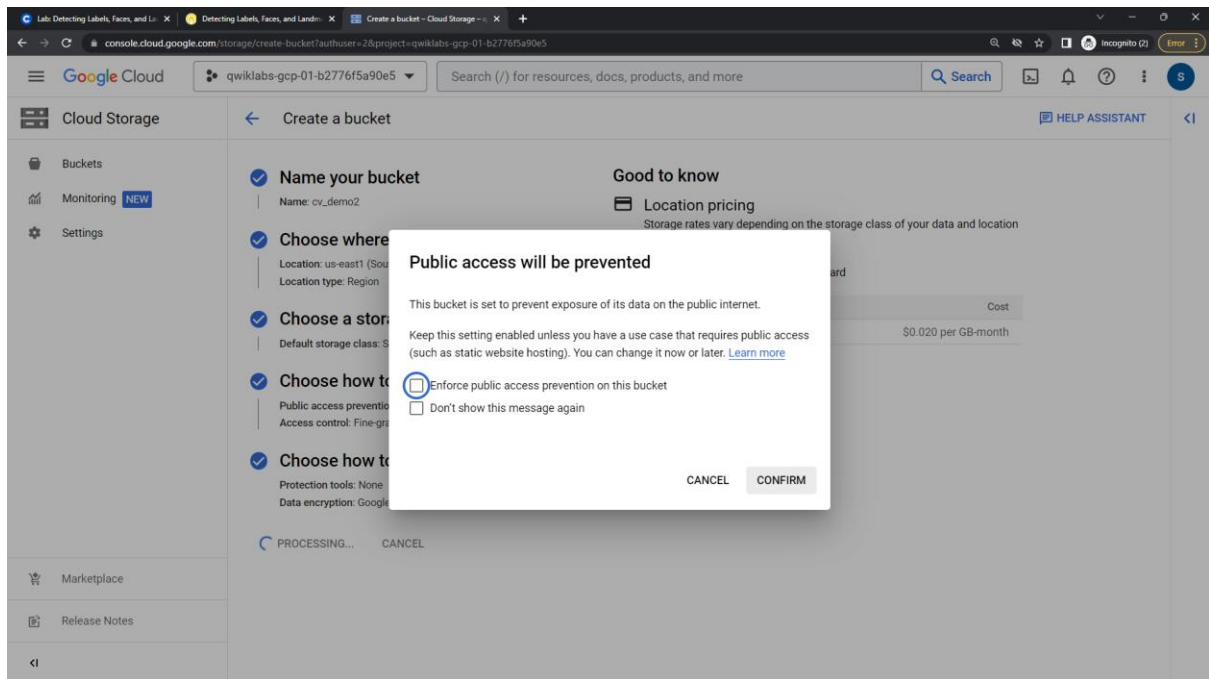 Lab: Detecting Labels, Faces, and La
Detecting Labels, Faces, and Landm
Create a bucket – Cloud Storage –
console.cloud.google.com/storage/create-bucket?authuser=2&project=qwiklabs-gcp-01-b2776f5a90e5
Incognito (2)
Error
Google Cloud
qwiklabs-gcp-01-b2776f5a90e5
Search (/) for resources, docs, products, and more
Search
S
Cloud Storage
Create a bucket
HELP ASSISTANT
Buckets
Monitoring NEW
Settings
Name your bucket
Name: cv_demo2
Choose where
Location: us-east1 (Sou
Location type: Region
Choose a stora
Default storage class: S
Choose how to
Public access preventio
Access control: Fine-gra
Choose how to
Protection tools: None
Data encryption: Google
PROCESSING...
CANCEL
Good to know
Location pricing
Storage rates vary depending on the storage class of your data and location
ard
Cost
$0.020 per GB-month
Public access will be prevented
This bucket is set to prevent exposure of its data on the public internet.
Keep this setting enabled unless you have a use case that requires public access
(such as static website hosting). You can change it now or later. Learn more
Enforce public access prevention on this bucket
Don't show this message again
CANCEL
CONFIRM
Marketplace
Release Notes